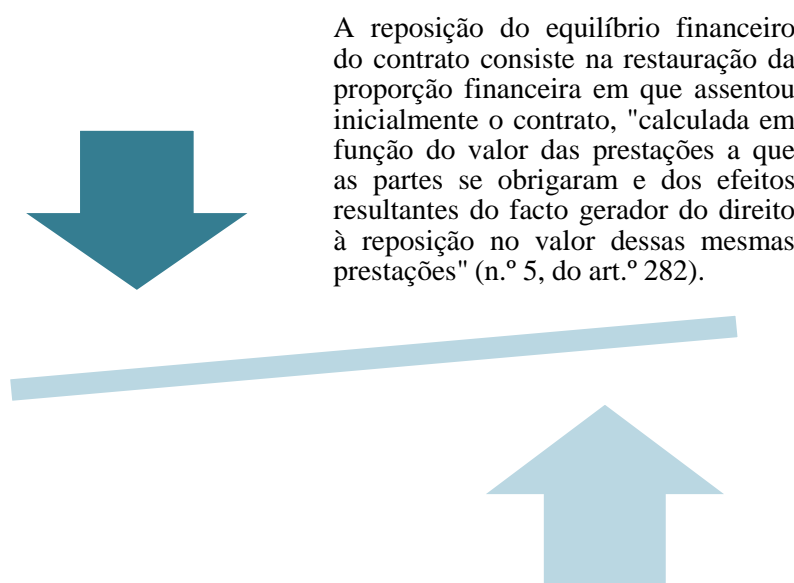 A reposição do equilíbrio financeiro
do contrato consiste na restauração da
proporção financeira em que assentou
inicialmente o contrato, "calculada em
função do valor das prestações a que
as partes se obrigaram e dos efeitos
resultantes do facto gerador do direito
à reposição no valor dessas mesmas
prestações" (n.º 5, do art.º 282).